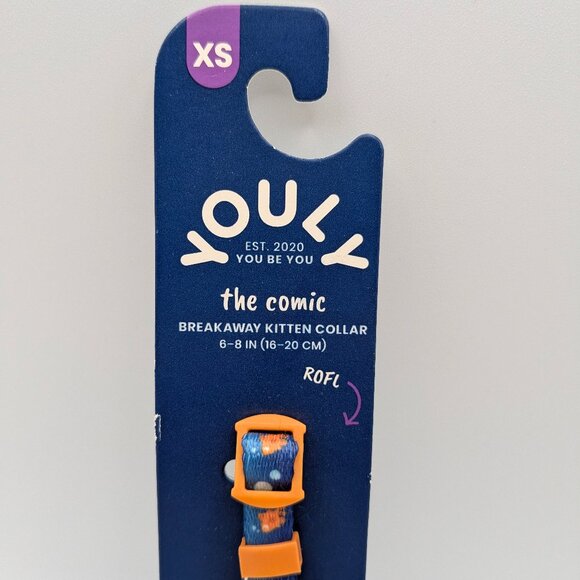 XS
YOULY
EST. 2020
YOU BE YOU
the comic
BREAKAWAY KITTEN COLLAR
6–8 IN (16–20 CM)
ROFL